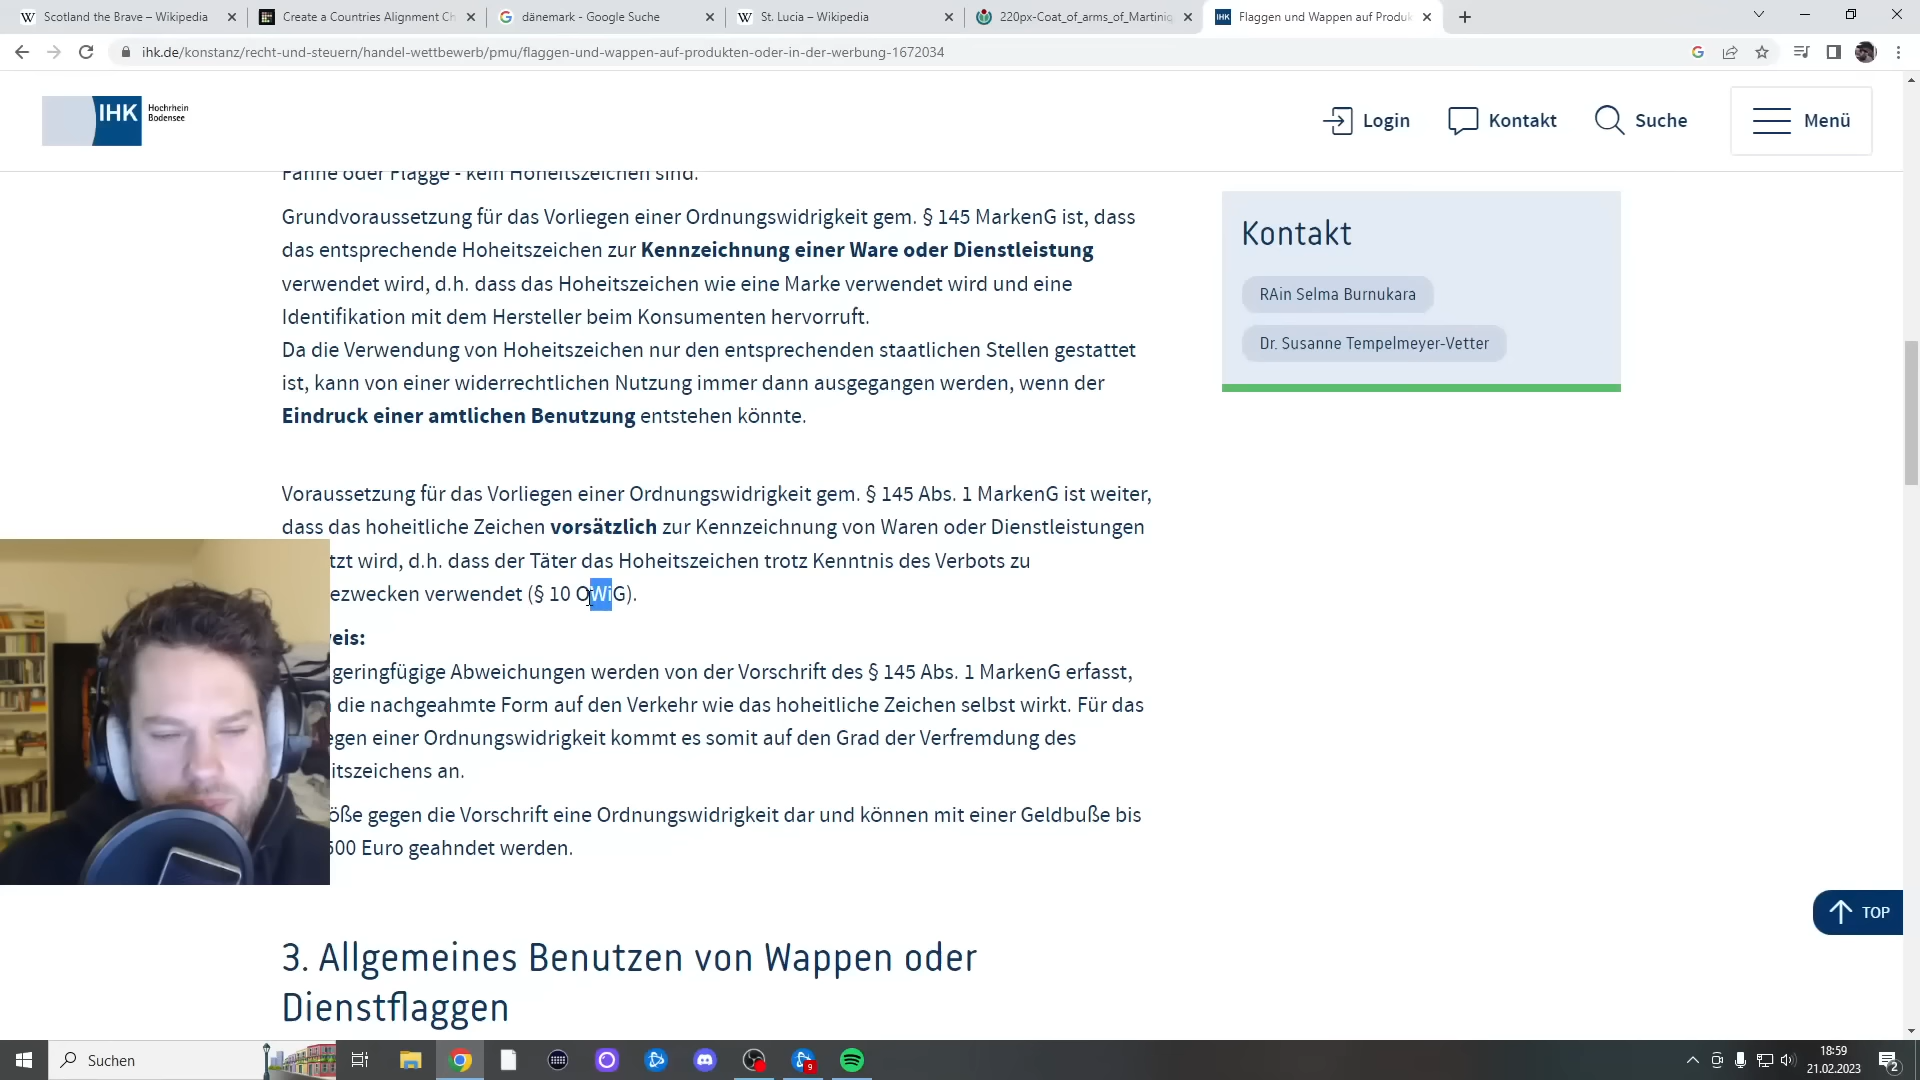 Scotland the Brave – Wikipedia
Create a Countries Alignment Ch
dänemark - Google Suche
St. Lucia – Wikipedia
220px-Coat_of_arms_of_Martiniq
Flaggen und Wappen auf Produk
ihk.de/konstanz/recht-und-steuern/handel-wettbewerb/pmu/flaggen-und-wappen-auf-produkten-oder-in-der-werbung-1672034
IHK Hochrhein
Bodensee
Login
Kontakt
Suche
Menü
Fahne oder Flagge - kein Hoheitszeichen sind.
Grundvoraussetzung für das Vorliegen einer Ordnungswidrigkeit gem. § 145 MarkenG ist, dass
das entsprechende Hoheitszeichen zur Kennzeichnung einer Ware oder Dienstleistung
verwendet wird, d.h. dass das Hoheitszeichen wie eine Marke verwendet wird und eine
Identifikation mit dem Hersteller beim Konsumenten hervorruft.
Da die Verwendung von Hoheitszeichen nur den entsprechenden staatlichen Stellen gestattet
ist, kann von einer widerrechtlichen Nutzung immer dann ausgegangen werden, wenn der
Eindruck einer amtlichen Benutzung entstehen könnte.
Voraussetzung für das Vorliegen einer Ordnungswidrigkeit gem. § 145 Abs. 1 MarkenG ist weiter,
dass das hoheitliche Zeichen vorsätzlich zur Kennzeichnung von Waren oder Dienstleistungen
tzt wird, d.h. dass der Täter das Hoheitszeichen trotz Kenntnis des Verbots zu
ezwecken verwendet (§ 10 OWiG).
eis:
geringfügige Abweichungen werden von der Vorschrift des § 145 Abs. 1 MarkenG erfasst,
die nachgeahmte Form auf den Verkehr wie das hoheitliche Zeichen selbst wirkt. Für das
egen einer Ordnungswidrigkeit kommt es somit auf den Grad der Verfremdung des
itszeichens an.
öße gegen die Vorschrift eine Ordnungswidrigkeit dar und können mit einer Geldbuße bis
500 Euro geahndet werden.
3. Allgemeines Benutzen von Wappen oder
Dienstflaggen
Kontakt
RAin Selma Burnukara
Dr. Susanne Tempelmeyer-Vetter
TOP
Suchen
9
18:59
21.02.2023
2